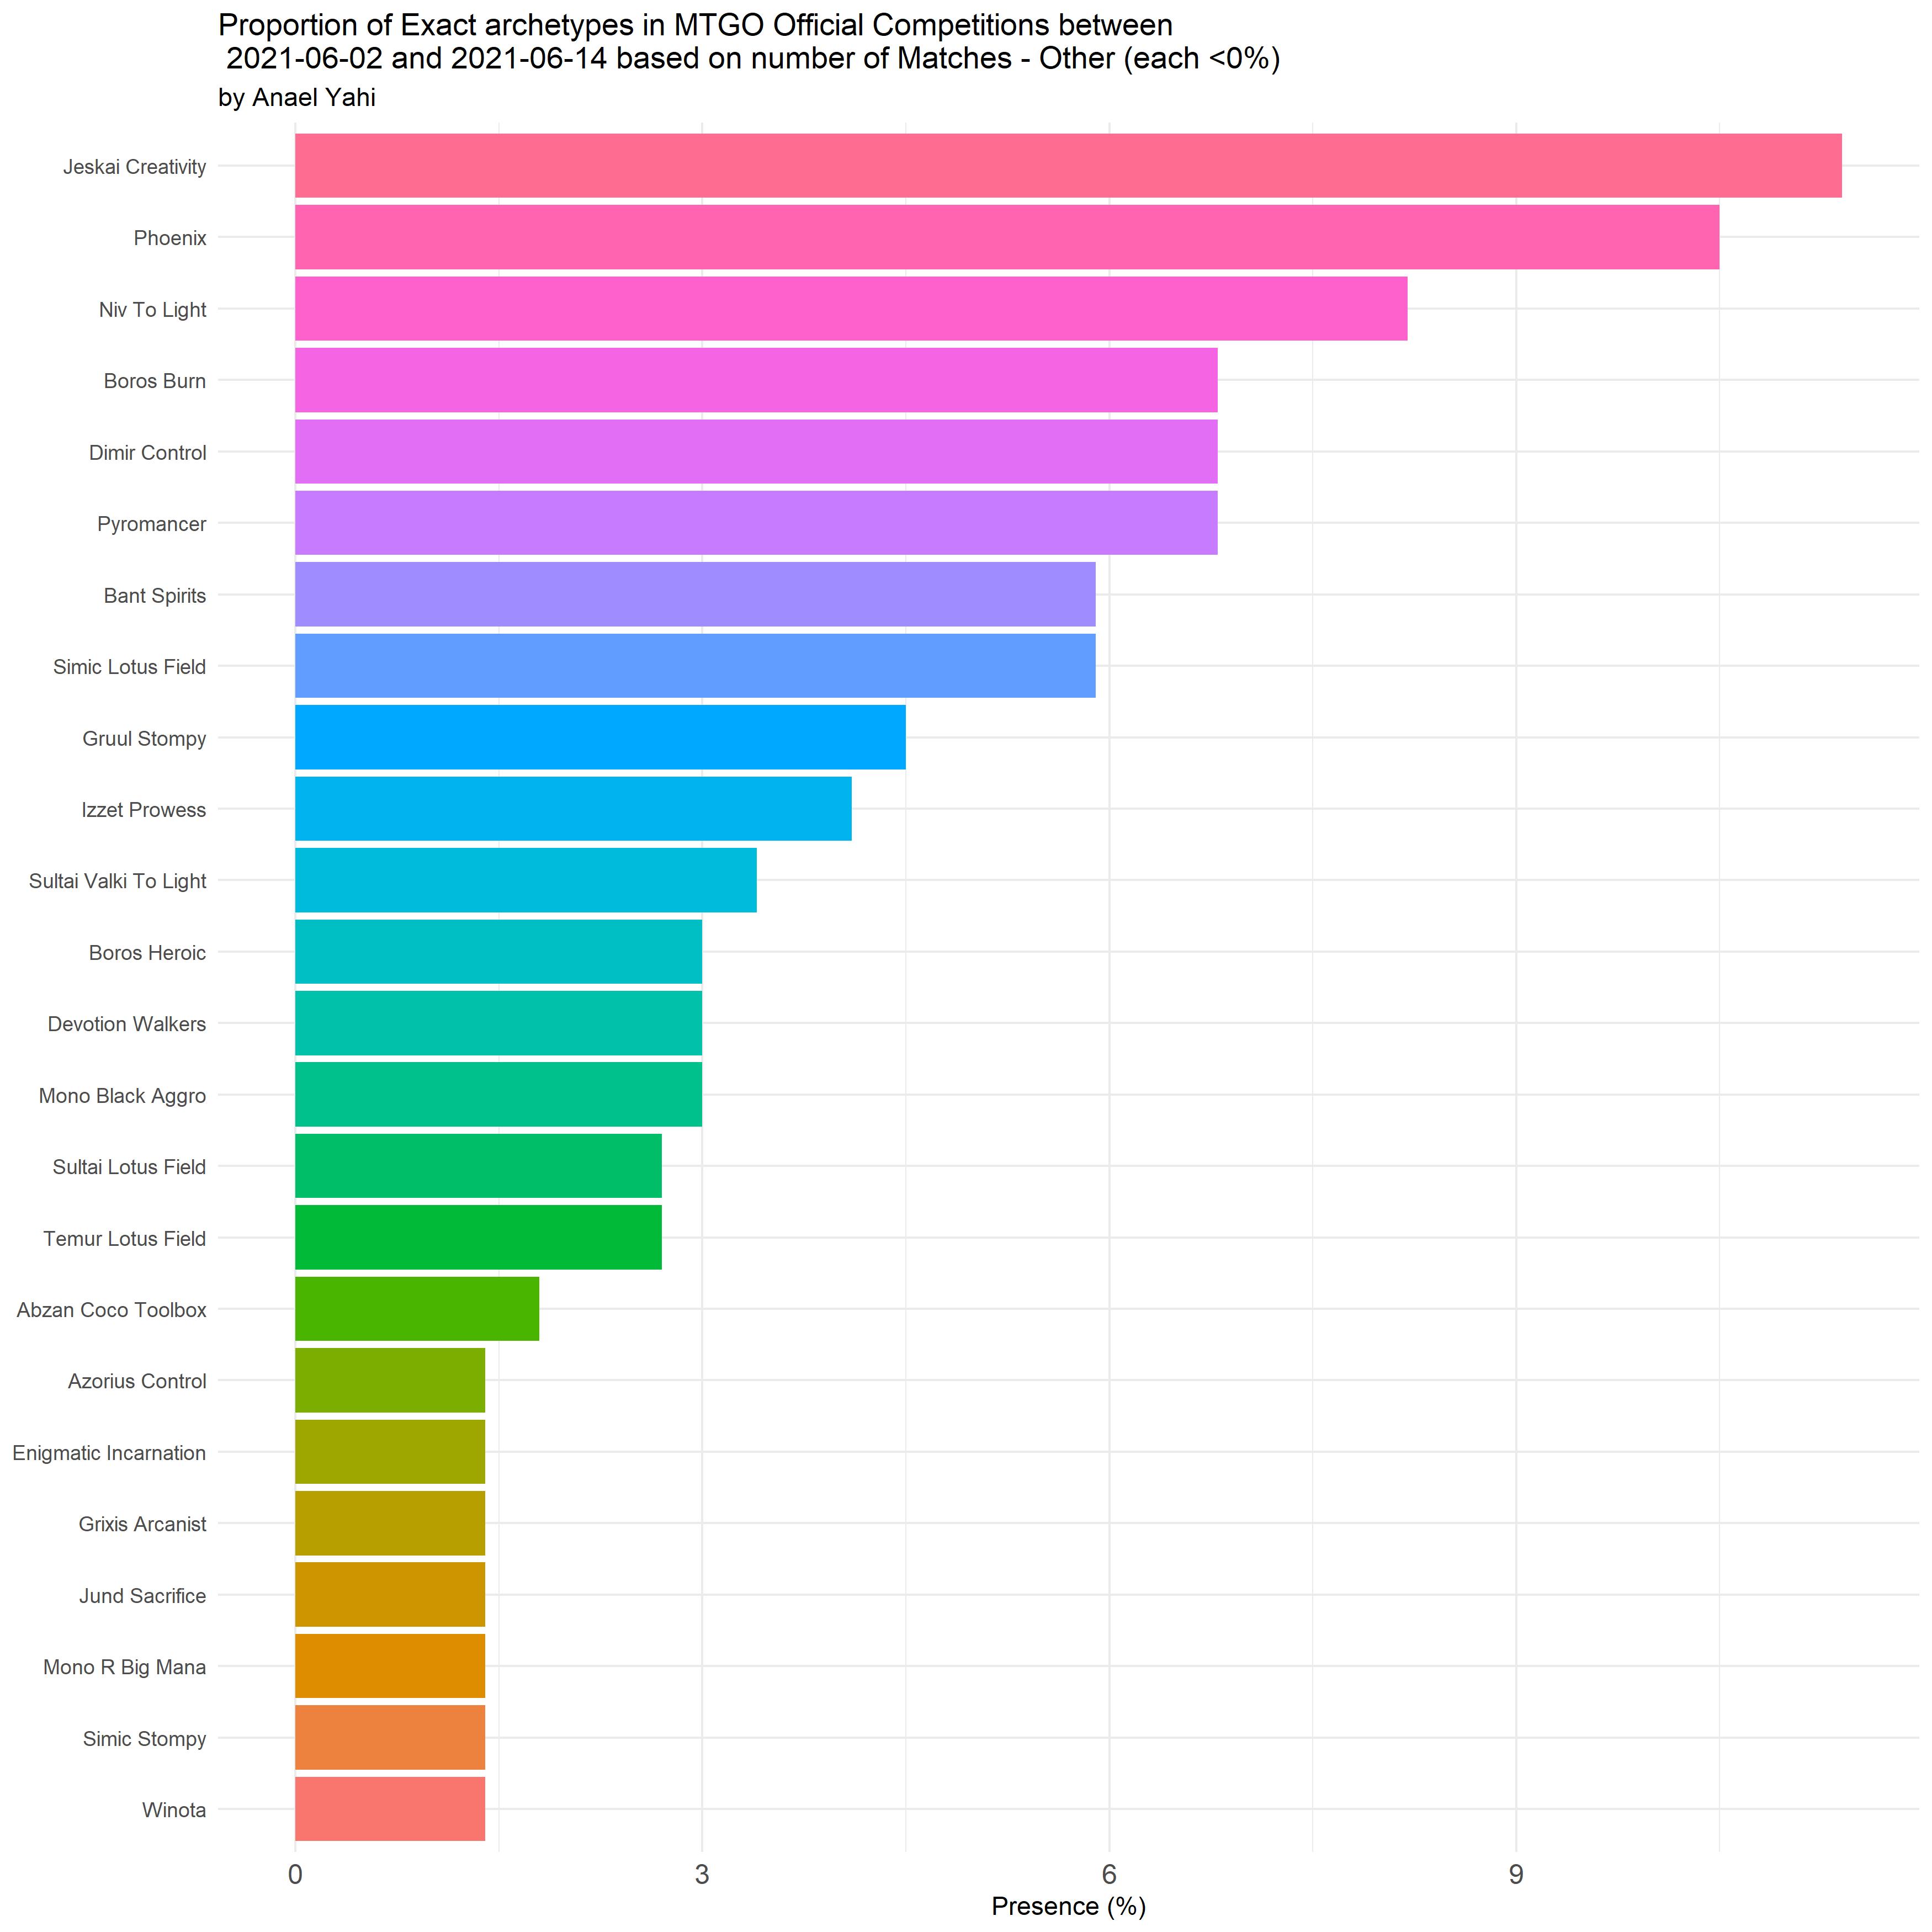 Proportion of Exact archetypes in MTGO Official Competitions between
2021-06-02 and 2021-06-14 based on number of Matches - Other (each <0%)
by Anael Yahi
Jeskai Creativity
Phoenix
Niv To Light
Boros Burn
Dimir Control
Pyromancer
Bant Spirits
Simic Lotus Field
Gruul Stompy
Izzet Prowess
Sultai Valki To Light
Boros Heroic
Devotion Walkers
Mono Black Aggro
Sultai Lotus Field
Temur Lotus Field
Abzan Coco Toolbox
Azorius Control
Enigmatic Incarnation
Grixis Arcanist
Jund Sacrifice
Mono R Big Mana
Simic Stompy
Winota
0 3 6 9
Presence (%)